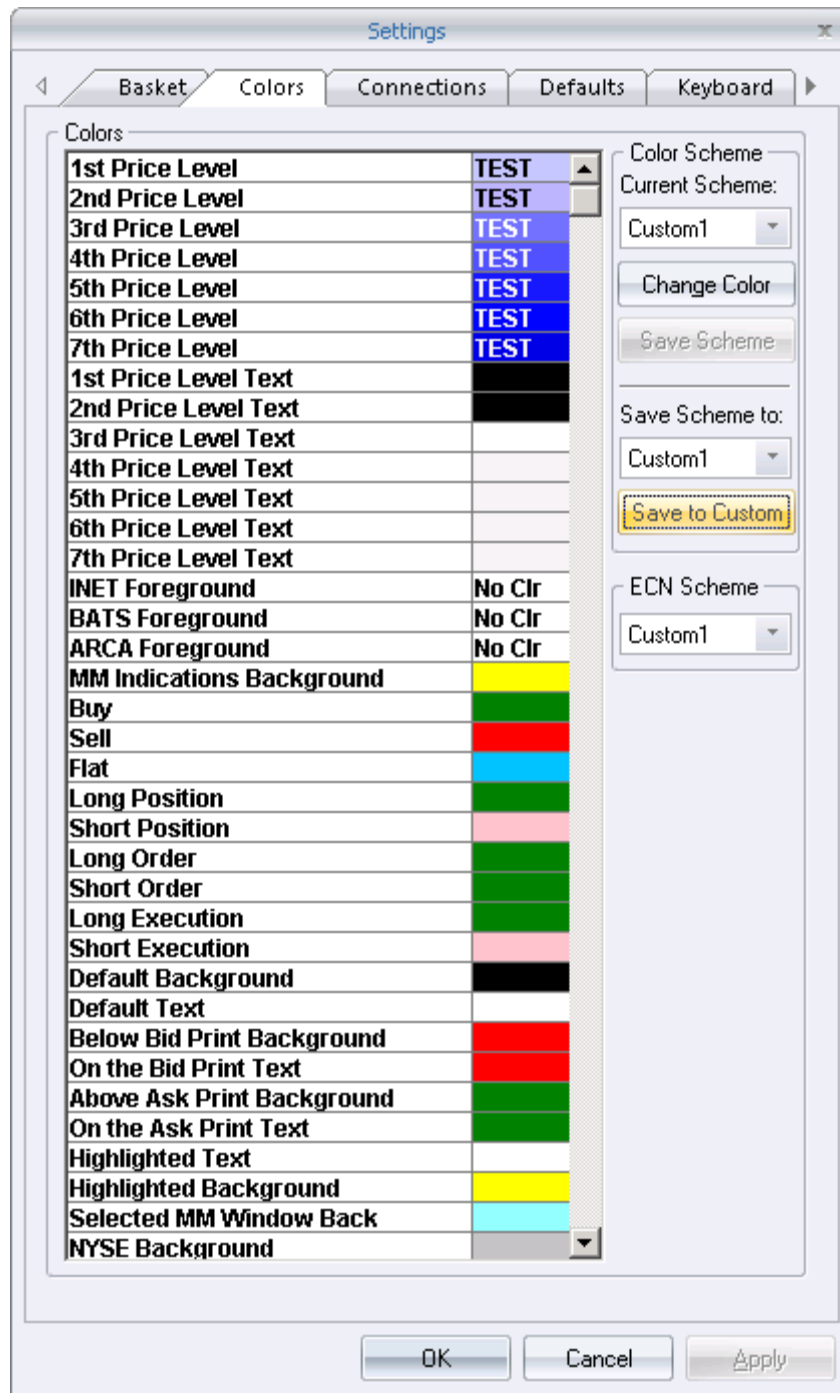 Settings
Basket Colors Connections Defaults Keyboard
Colors
1st Price Level TEST
2nd Price Level TEST
3rd Price Level TEST
4th Price Level TEST
5th Price Level TEST
6th Price Level TEST
7th Price Level TEST
1st Price Level Text
2nd Price Level Text
3rd Price Level Text
4th Price Level Text
5th Price Level Text
6th Price Level Text
7th Price Level Text
INET Foreground No Clr
BATS Foreground No Clr
ARCA Foreground No Clr
MM Indications Background
Buy
Sell
Flat
Long Position
Short Position
Long Order
Short Order
Long Execution
Short Execution
Default Background
Default Text
Below Bid Print Background
On the Bid Print Text
Above Ask Print Background
On the Ask Print Text
Highlighted Text
Highlighted Background
Selected MM Window Back
NYSE Background
Color Scheme
Current Scheme:
Custom1
Change Color
Save Scheme
Save Scheme to:
Custom1
Save to Custom
ECN Scheme
Custom1
OK Cancel Apply